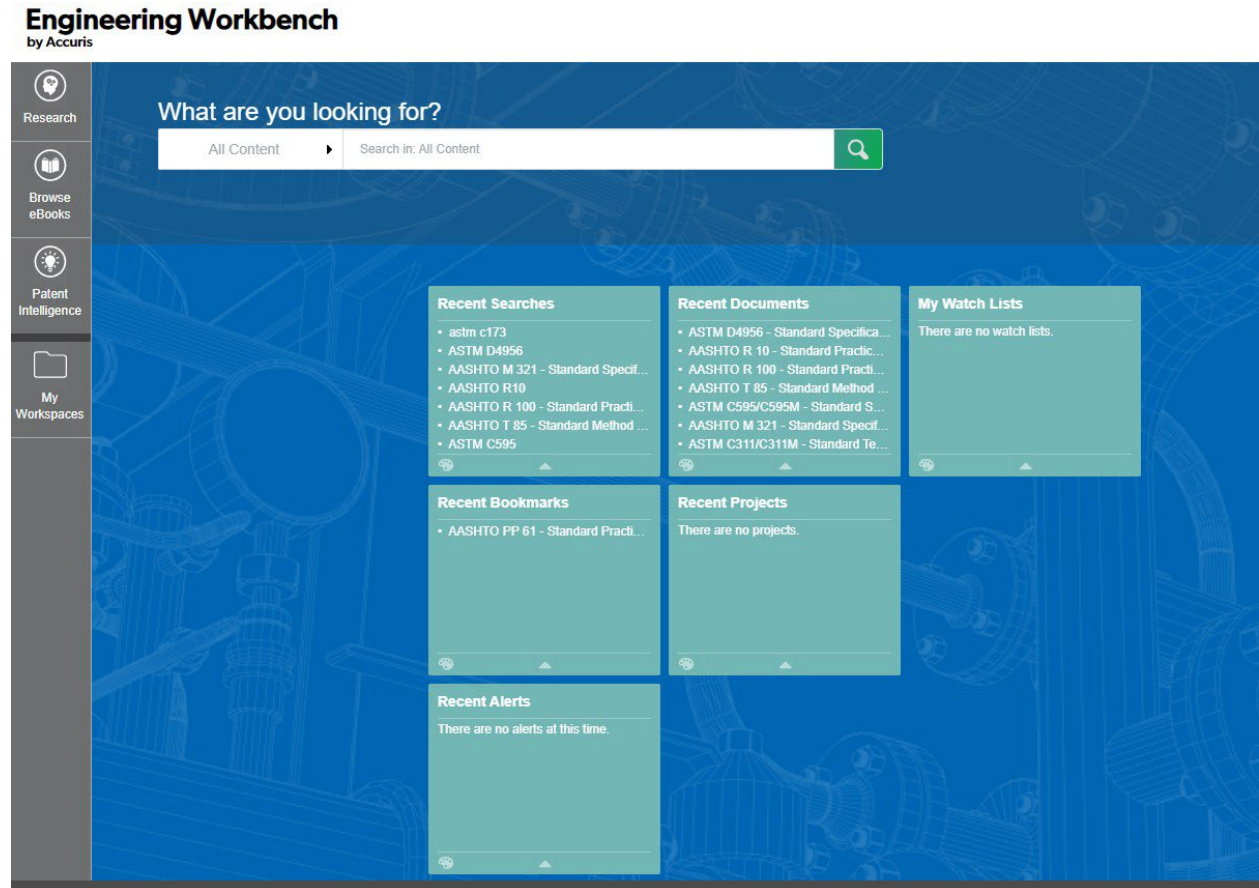 Engineering Workbench
by Accuris
Research
Browse
eBooks
Patent
Intelligence
My
Workspaces
What are you looking for?
All Content
Search in: All Content
Recent Searches
• astm c173
• ASTM D4956
• AASHTO M 321 - Standard Specif...
• AASHTO R10
• AASHTO R 100 - Standard Practi...
• AASHTO T 85 - Standard Method ...
• ASTM C595
Recent Documents
• ASTM D4956 - Standard Specifica...
• AASHTO R 10 - Standard Practic...
• AASHTO R 100 - Standard Practi...
• AASHTO T 85 - Standard Method ...
• ASTM C595/C595M - Standard S...
• AASHTO M 321 - Standard Specif...
• ASTM C311/C311M - Standard Te...
My Watch Lists
There are no watch lists.
Recent Bookmarks
• AASHTO PP 61 - Standard Practi...
Recent Projects
There are no projects.
Recent Alerts
There are no alerts at this time.